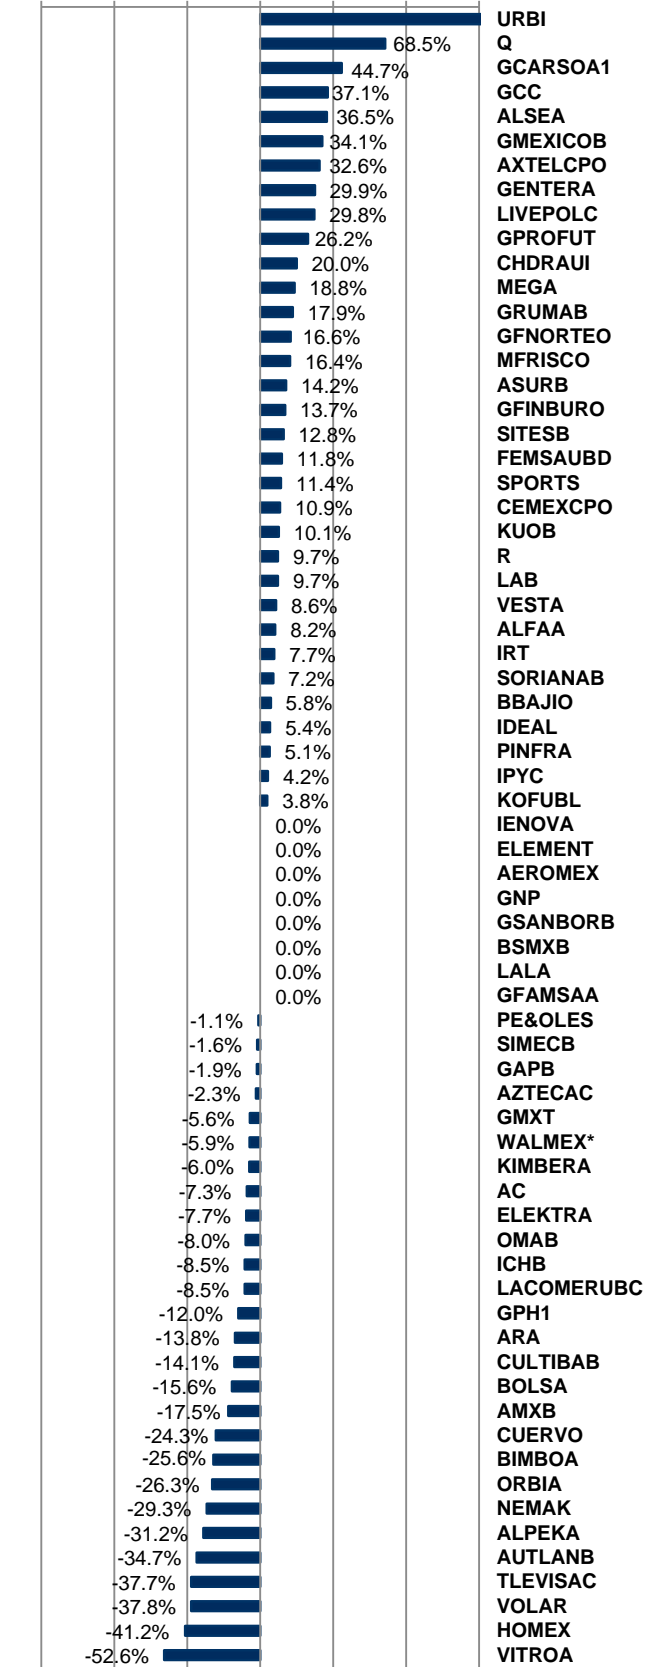 URBI
68.5% Q
44.7% GCARSOA1
37.1% GCC
36.5% ALSEA
34.1% GMEXICOB
32.6% AXTELCPO
29.9% GENTERA
29.8% LIVEPOLC
26.2% GPROFUT
20.0% CHDRAUI
18.8% MEGA
17.9% GRUMAB
16.6% GFNORTEO
16.4% MFRISCO
14.2% ASURB
13.7% GFINBURO
12.8% SITESB
11.8% FEMSAUBD
11.4% SPORTS
10.9% CEMEXCPO
10.1% KUOB
9.7% R
9.7% LAB
8.6% VESTA
8.2% ALFAA
7.7% IRT
7.2% SORIANAB
5.8% BBAJIO
5.4% IDEAL
5.1% PINFRA
4.2% IPYC
3.8% KOFUBL
0.0% IENOVA
0.0% ELEMENT
0.0% AEROMEX
0.0% GNP
0.0% GSANBORB
0.0% BSMXB
0.0% LALA
0.0% GFAMSAA
-1.1% PE&OLES
-1.6% SIMECB
-1.9% GAPB
-2.3% AZTECAC
-5.6% GMXT
-5.9% WALMEX*
-6.0% KIMBERA
-7.3% AC
-7.7% ELEKTRA
-8.0% OMAB
-8.5% ICHB
-8.5% LACOMERUBC
-12.0% GPH1
-13.8% ARA
-14.1% CULTIBAB
-15.6% BOLSA
-17.5% AMXB
-24.3% CUERVO
-25.6% BIMBOA
-26.3% ORBIA
-29.3% NEMAK
-31.2% ALPEKA
-34.7% AUTLANB
-37.7% TLEVISAC
-37.8% VOLAR
-41.2% HOMEX
-52.6% VITROA